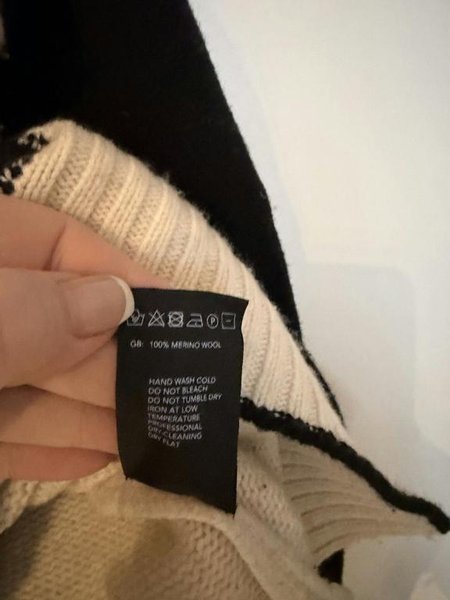 GB: 100% MERINO WOOL
HAND WASH COLD
DO NOT BLEACH
DO NOT TUMBLE DRY
IRON AT LOW
TEMPERATURE
PROFESSIONAL
DRY-CLEANING
DRY FLAT